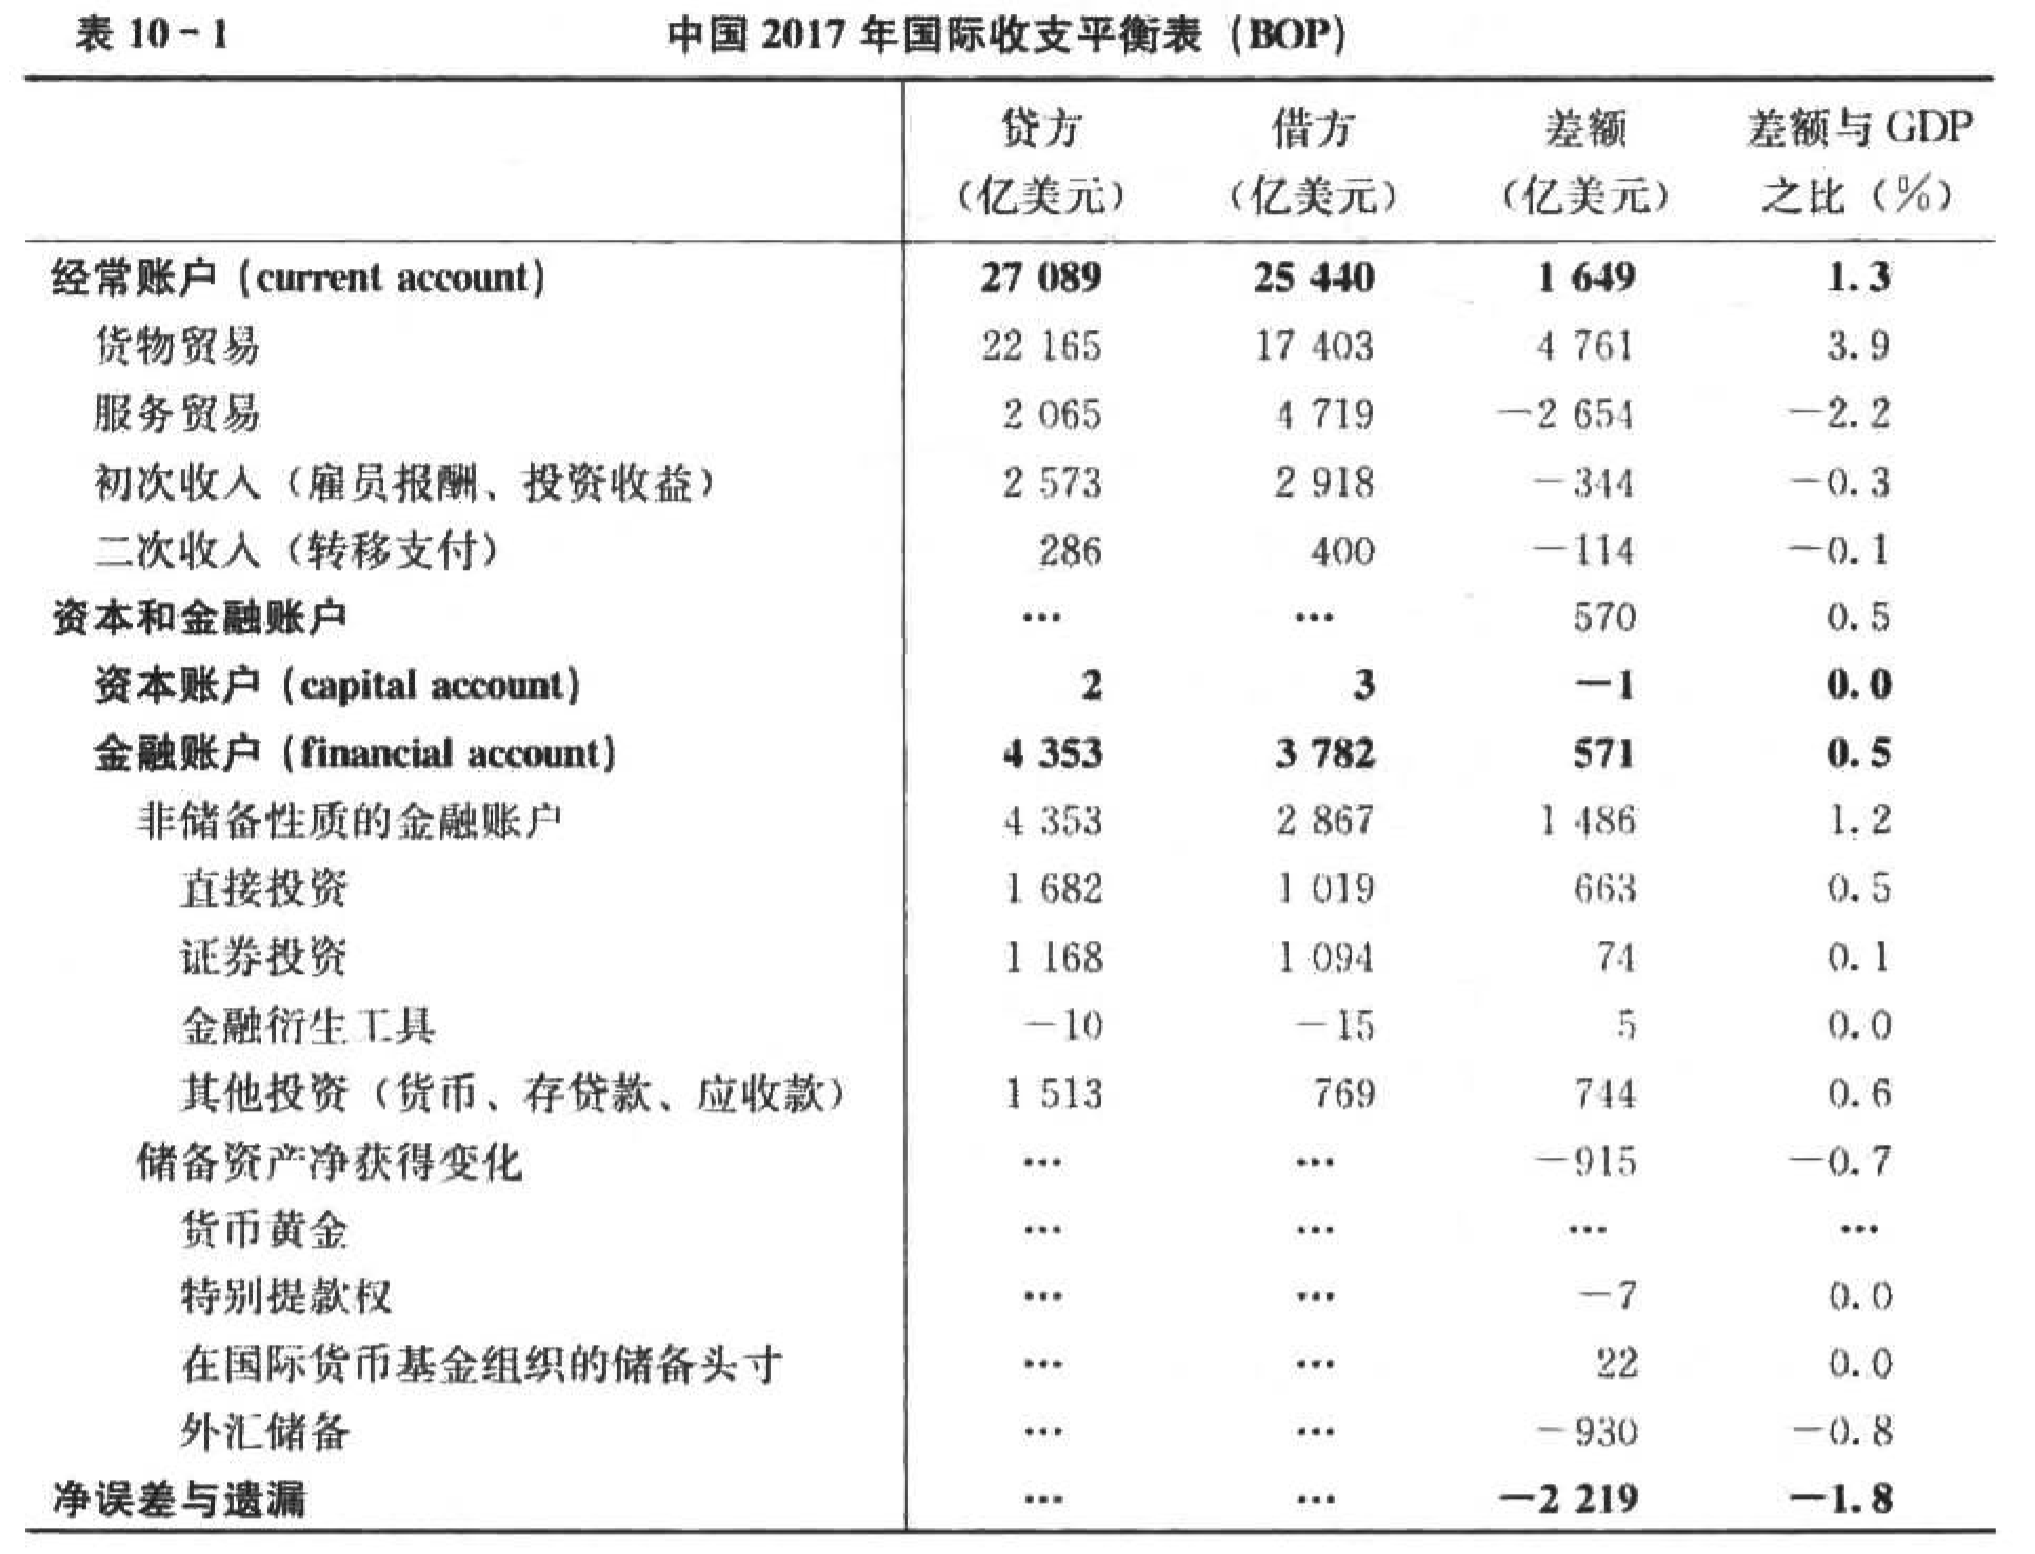 表 10-1 中国 2017 年国际收支平衡表 (BOP)
贷方 借方 差额 差额与 GDP
(亿美元) (亿美元) (亿美元) 之比 (%)
经常账户 (current account) 27 089 25 440 1 649 1.3
货物贸易 22 165 17 403 4 761 3.9
服务贸易 2 065 4 719 -2 654 -2.2
初次收入 (雇员报酬、投资收益) 2 573 2 918 -344 -0.3
二次收入 (转移支付) 286 400 -114 -0.1
资本和金融账户 … … 570 0.5
资本账户 (capital account) 2 3 -1 0.0
金融账户 (financial account) 4 353 3 782 571 0.5
非储备性质的金融账户 4 353 2 867 1 486 1.2
直接投资 1 682 1 019 663 0.5
证券投资 1 168 1 094 74 0.1
金融衍生工具 -10 -15 5 0.0
其他投资 (货币、存贷款、应收款) 1 513 769 744 0.6
储备资产净获得变化 … … -915 -0.7
货币黄金 … … … …
特别提款权 … … -7 0.0
在国际货币基金组织的储备头寸 … … 22 0.0
外汇储备 … … -930 -0.8
净误差与遗漏 … … -2 219 -1.8